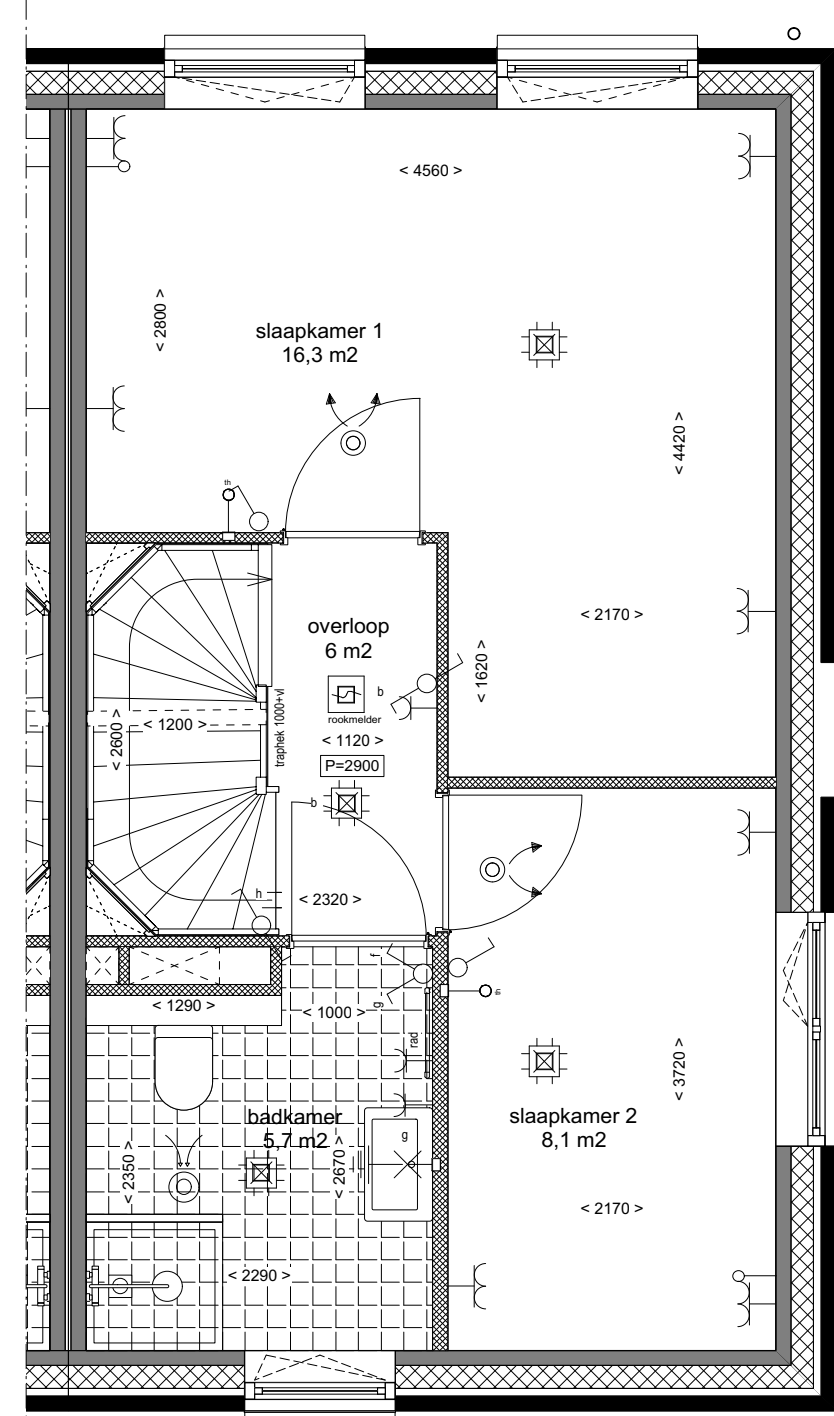 < 4560 >
< 2800 >
slaapkamer 1
16,3 m2
< 4420 >
th
overloop
6 m2
< 2170 >
< 1620 >
b
rookmelder
traphek 1000+vl
< 1200 >
< 2600 >
< 1120 >
P=2900
b
h
< 2320 >
f
g
< 1290 >
< 1000 >
rad
th
badkamer
5,7 m2
g
< 2350 >
< 2670 >
slaapkamer 2
8,1 m2
< 3720 >
< 2170 >
< 2290 >